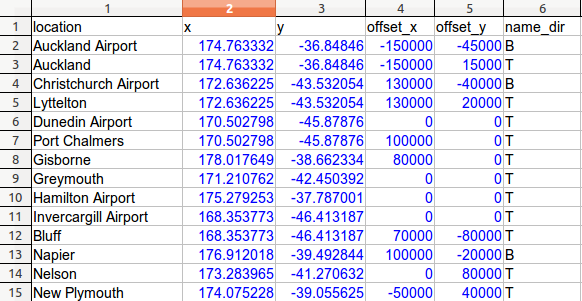 1 2 3 4 5 6
1 location x y offset_x offset_y name_dir
2 Auckland Airport 174.763332 -36.84846 -150000 -45000 B
3 Auckland 174.763332 -36.84846 -150000 15000 T
4 Christchurch Airport 172.636225 -43.532054 130000 -40000 B
5 Lyttelton 172.636225 -43.532054 130000 20000 T
6 Dunedin Airport 170.502798 -45.87876 0 0 T
7 Port Chalmers 170.502798 -45.87876 100000 0 T
8 Gisborne 178.017649 -38.662334 80000 0 T
9 Greymouth 171.210762 -42.450392 0 0 T
10 Hamilton Airport 175.279253 -37.787001 0 0 T
11 Invercargill Airport 168.353773 -46.413187 0 0 T
12 Bluff 168.353773 -46.413187 70000 -80000 T
13 Napier 176.912018 -39.492844 100000 -20000 B
14 Nelson 173.283965 -41.270632 0 80000 T
15 New Plymouth 174.075228 -39.055625 -50000 40000 T